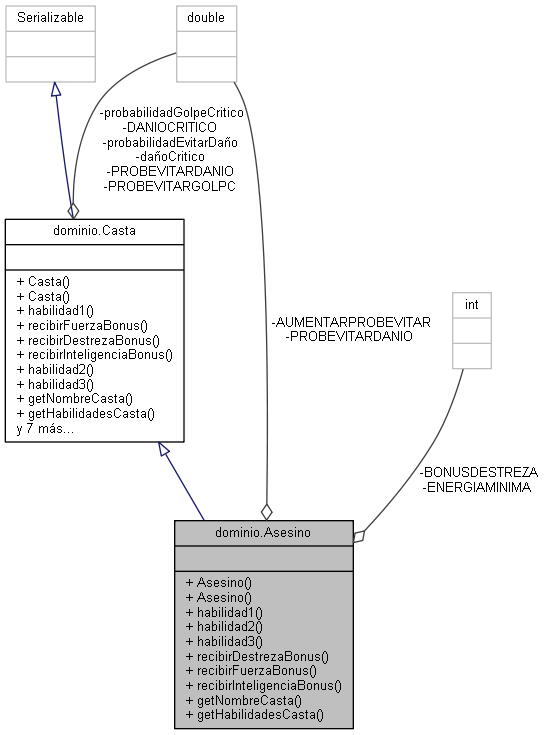 Serializable
double
-probabilidadGolpeCritico
-DANIOCRITICO
-probabilidadEvitarDaño
-dañoCritico
-PROBEVITARDANIO
-PROBEVITARGOLPC
dominio.Casta
+ Casta()
+ Casta()
+ habilidad1()
+ recibirFuerzaBonus()
+ recibirDestrezaBonus()
+ recibirInteligenciaBonus()
+ habilidad2()
+ habilidad3()
+ getNombreCasta()
+ getHabilidadesCasta()
y 7 más...
int
-AUMENTARPROBEVITAR
-PROBEVITARDANIO
-BONUSDESTREZA
-ENERGIAMINIMA
dominio.Asesino
+ Asesino()
+ Asesino()
+ habilidad1()
+ habilidad2()
+ habilidad3()
+ recibirDestrezaBonus()
+ recibirFuerzaBonus()
+ recibirInteligenciaBonus()
+ getNombreCasta()
+ getHabilidadesCasta()